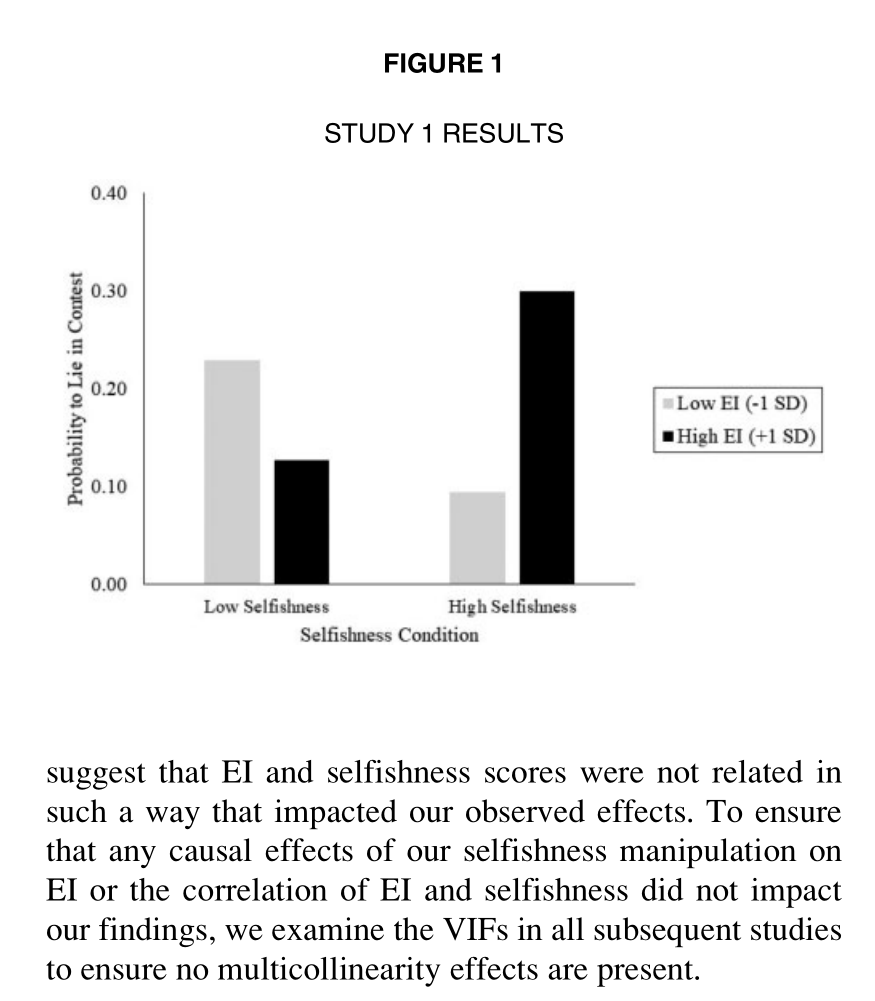 FIGURE 1
STUDY 1 RESULTS
0.40
0.30
0.20
0.10
0.00
Probability to Lie in Contest
Low EI (-1 SD)
High EI (+1 SD)
Low Selfishness
High Selfishness
Selfishness Condition
suggest that EI and selfishness scores were not related in
such a way that impacted our observed effects. To ensure
that any causal effects of our selfishness manipulation on
EI or the correlation of EI and selfishness did not impact
our findings, we examine the VIFs in all subsequent studies
to ensure no multicollinearity effects are present.